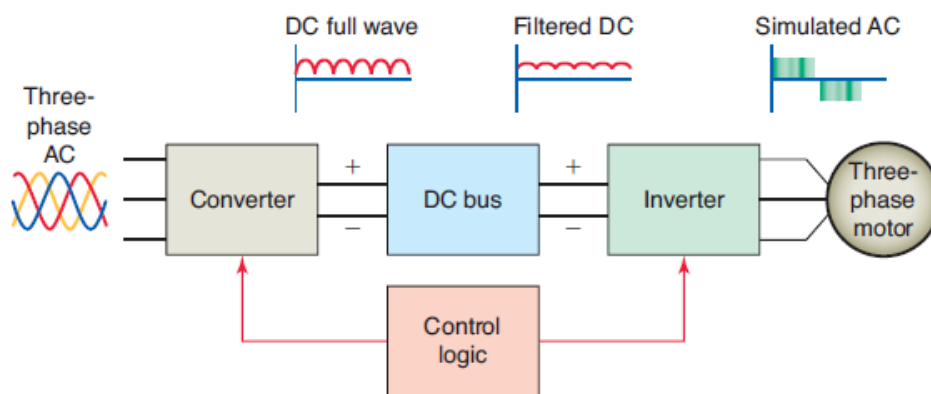 DC full wave
Filtered DC
Simulated AC
Three-
phase
AC
Converter
+
−
DC bus
+
−
Inverter
Three-
phase
motor
Control
logic